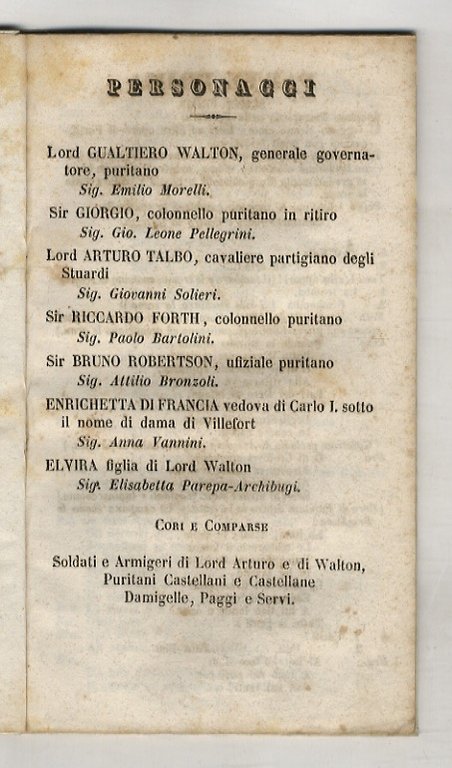 PERSONAGGI
Lord GUALTIERO WALTON, generale governa-
tore, puritano
Sig. Emilio Morelli.
Sir GIORGIO, colonnello puritano in ritiro
Sig. Gio. Leone Pellegrini.
Lord ARTURO TALBO, cavaliere partigiano degli
Stuardi
Sig. Giovanni Solieri.
Sir RICCARDO FORTH, colonnello puritano
Sig. Paolo Bartolini.
Sir BRUNO ROBERTSON, ufiziale puritano
Sig. Attilio Bronzoli.
ENRICHETTA DI FRANCIA vedova di Carlo I. sotto
il nome di dama di Villefort
Sig. Anna Vannini.
ELVIRA figlia di Lord Walton
Sig. Elisabetta Parepa-Archibugi.
CORI E COMPARSE
Soldati e Armigeri di Lord Arturo e di Walton,
Puritani Castellani e Castellane
Damigelle, Paggi e Servi.